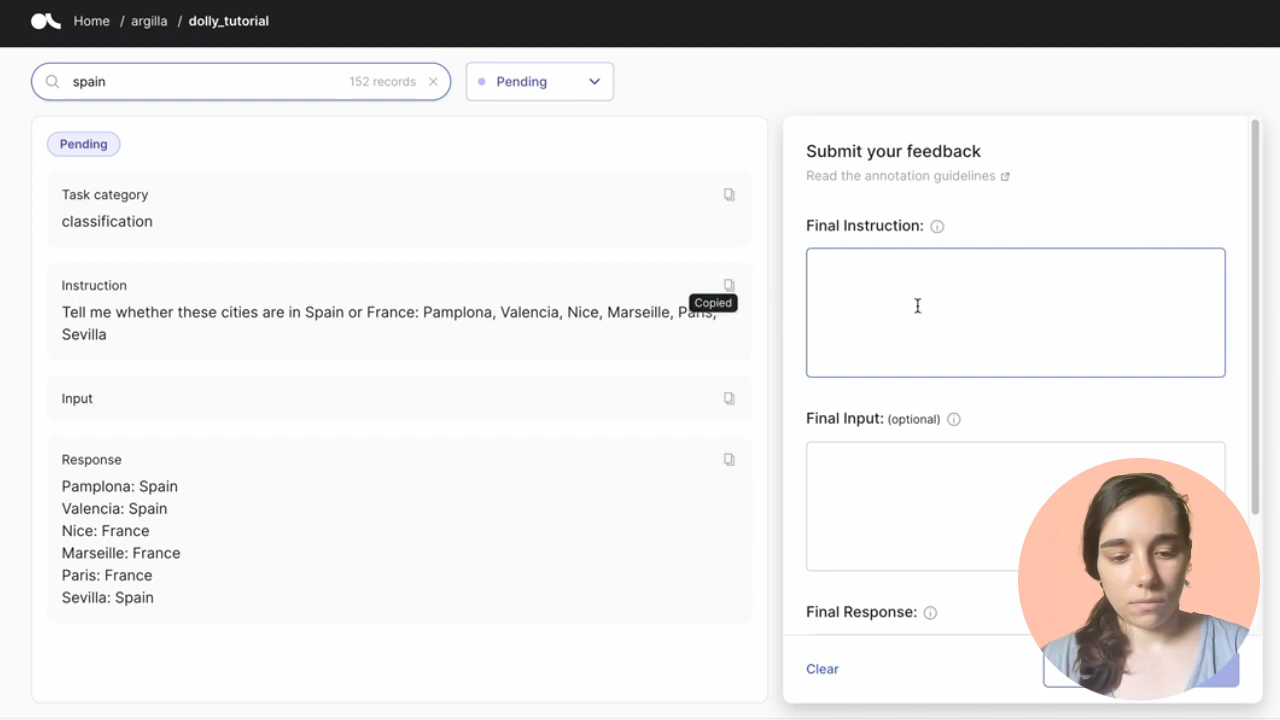 Home / argilla / dolly_tutorial
spain 152 records
Pending
Pending
Task category
classification
Instruction
Copied
Tell me whether these cities are in Spain or France: Pamplona, Valencia, Nice, Marseille, Paris,
Sevilla
Input
Response
Pamplona: Spain
Valencia: Spain
Nice: France
Marseille: France
Paris: France
Sevilla: Spain
Submit your feedback
Read the annotation guidelines
Final Instruction:
Final Input: (optional)
Final Response:
Clear